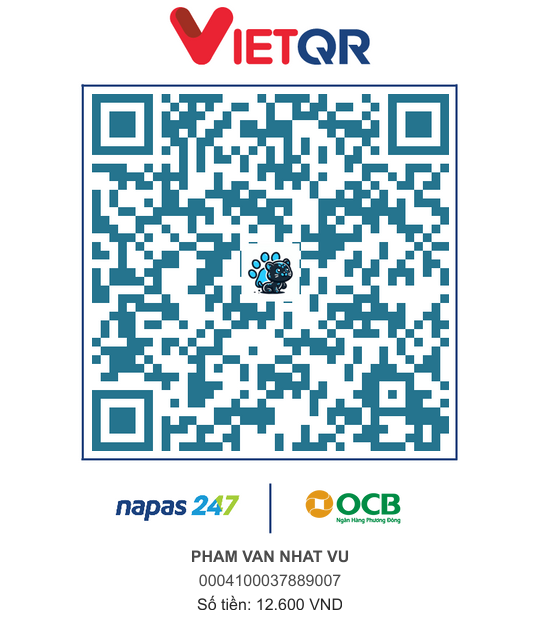 VIETQR
napas 247
OCB
Ngân Hàng Phương Đông
PHAM VAN NHAT VU
0004100037889007
Số tiền: 12.600 VND